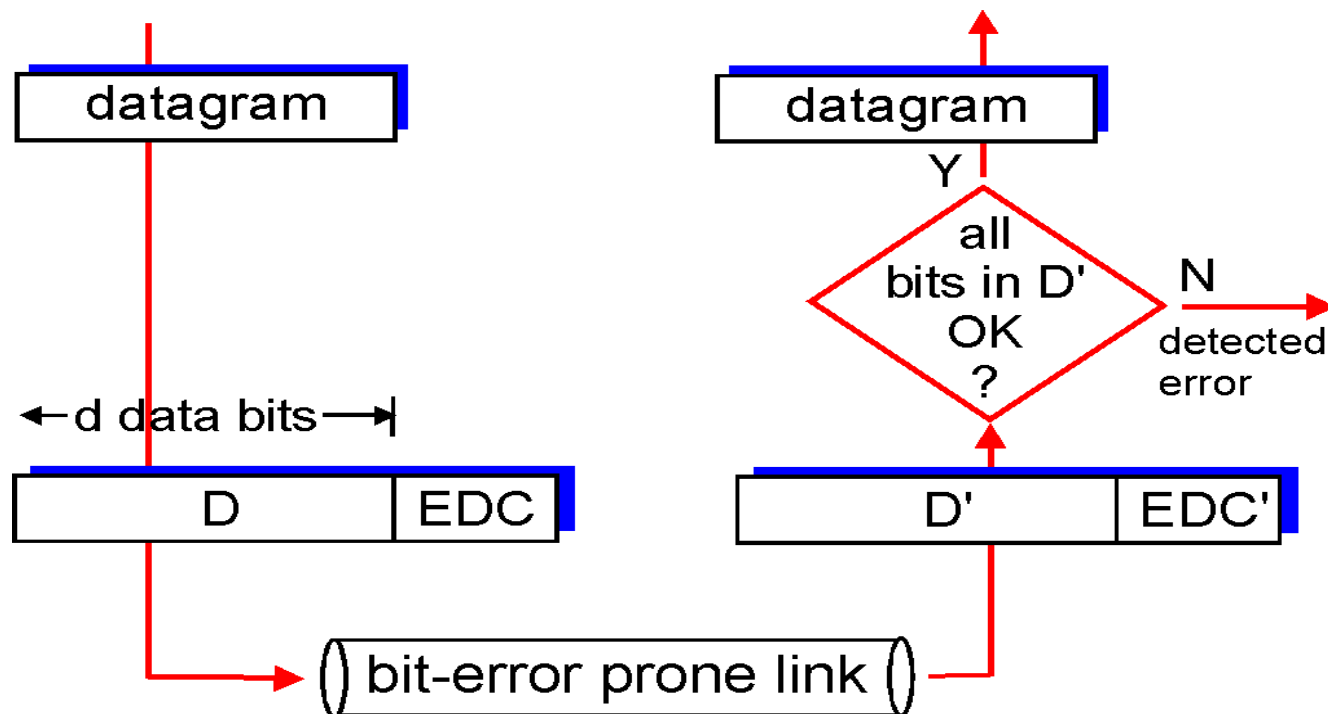 datagram
d data bits
D
EDC
bit-error prone link
datagram
Y
all
bits in D'
OK
?
N
detected
error
D'
EDC'